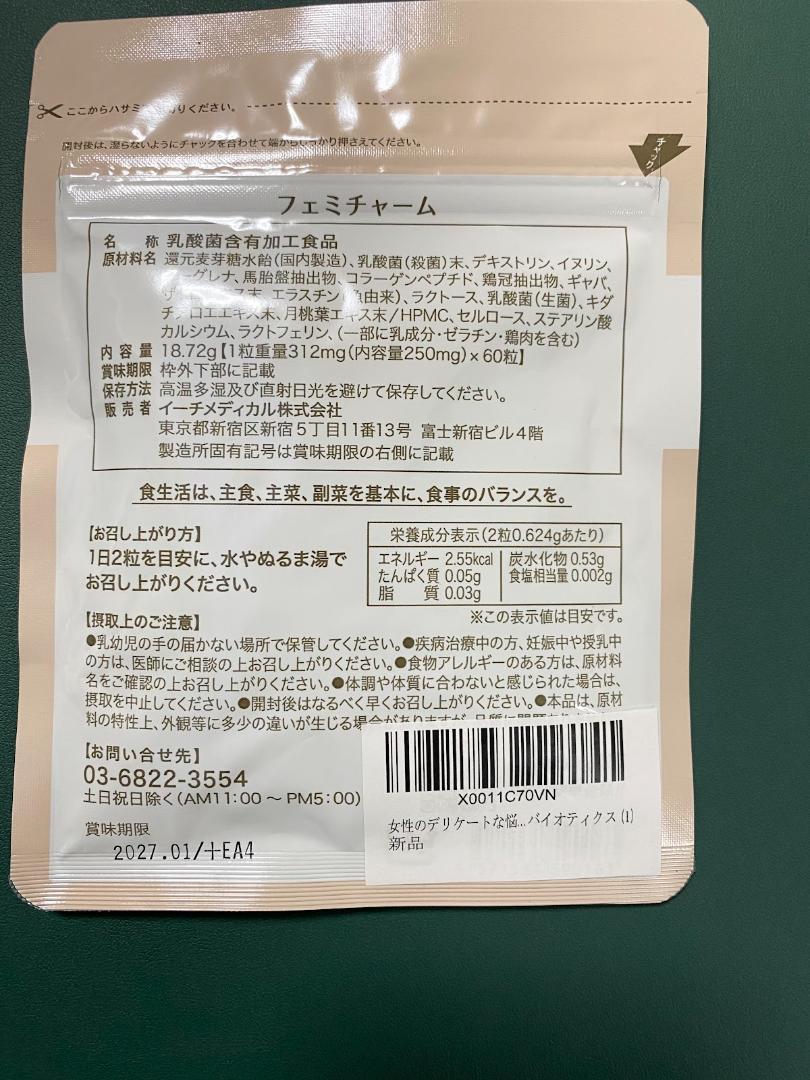 ここからハサミ 切りください。
開封後は、湿らないようにチャックを合わせて端からしっかり押さえてください。
チャック
フェミチャーム
名称 乳酸菌含有加工食品
原材料名 還元麦芽糖水飴(国内製造)、乳酸菌(殺菌)末、デキストリン、イヌリン、
ーグレナ、馬胎盤抽出物、コラーゲンペプチド、鶏冠抽出物、ギャバ、
末、エラスチン(魚由来)、ラクトース、乳酸菌(生菌)、キダ
チアロエエキス末、月桃葉エキス末/HPMC、セルロース、ステアリン酸
カルシウム、ラクトフェリン、(一部に乳成分・ゼラチン・鶏肉を含む)
内容量 18.72g【1粒重量312mg(内容量250mg)×60粒】
賞味期限 枠外下部に記載
保存方法 高温多湿及び直射日光を避けて保存してください。
販売者 イーチメディカル株式会社
東京都新宿区新宿5丁目11番13号 富士新宿ビル4階
製造所固有記号は賞味期限の右側に記載
食生活は、主食、主菜、副菜を基本に、食事のバランスを。
【お召し上がり方】
1日2粒を目安に、水やぬるま湯で
お召し上がりください。
栄養成分表示(2粒0.624gあたり)
エネルギー 2.55kcal 炭水化物 0.53g
たんぱく質 0.05g 食塩相当量 0.002g
脂質 0.03g
※この表示値は目安です。
【摂取上のご注意】
●乳幼児の手の届かない場所で保管してください。●疾病治療中の方、妊娠中や授乳中
の方は、医師にご相談の上お召し上がりください。●食物アレルギーのある方は、原材料
名をご確認の上お召し上がりください。●体調や体質に合わないと感じられた場合は、
摂取を中止してください。●開封後はなるべく早くお召し上がりください。●本品は、原材
料の特性上、外観等に多少の違いが生じる場合がありますが、品質に問題
【お問い合せ先】
03-6822-3554
土日祝日除く(AM11:00 ～ PM5:00)
賞味期限
2027.01/十EA4
X0011C70VN
女性のデリケートな悩...バイオティクス (1)
新品